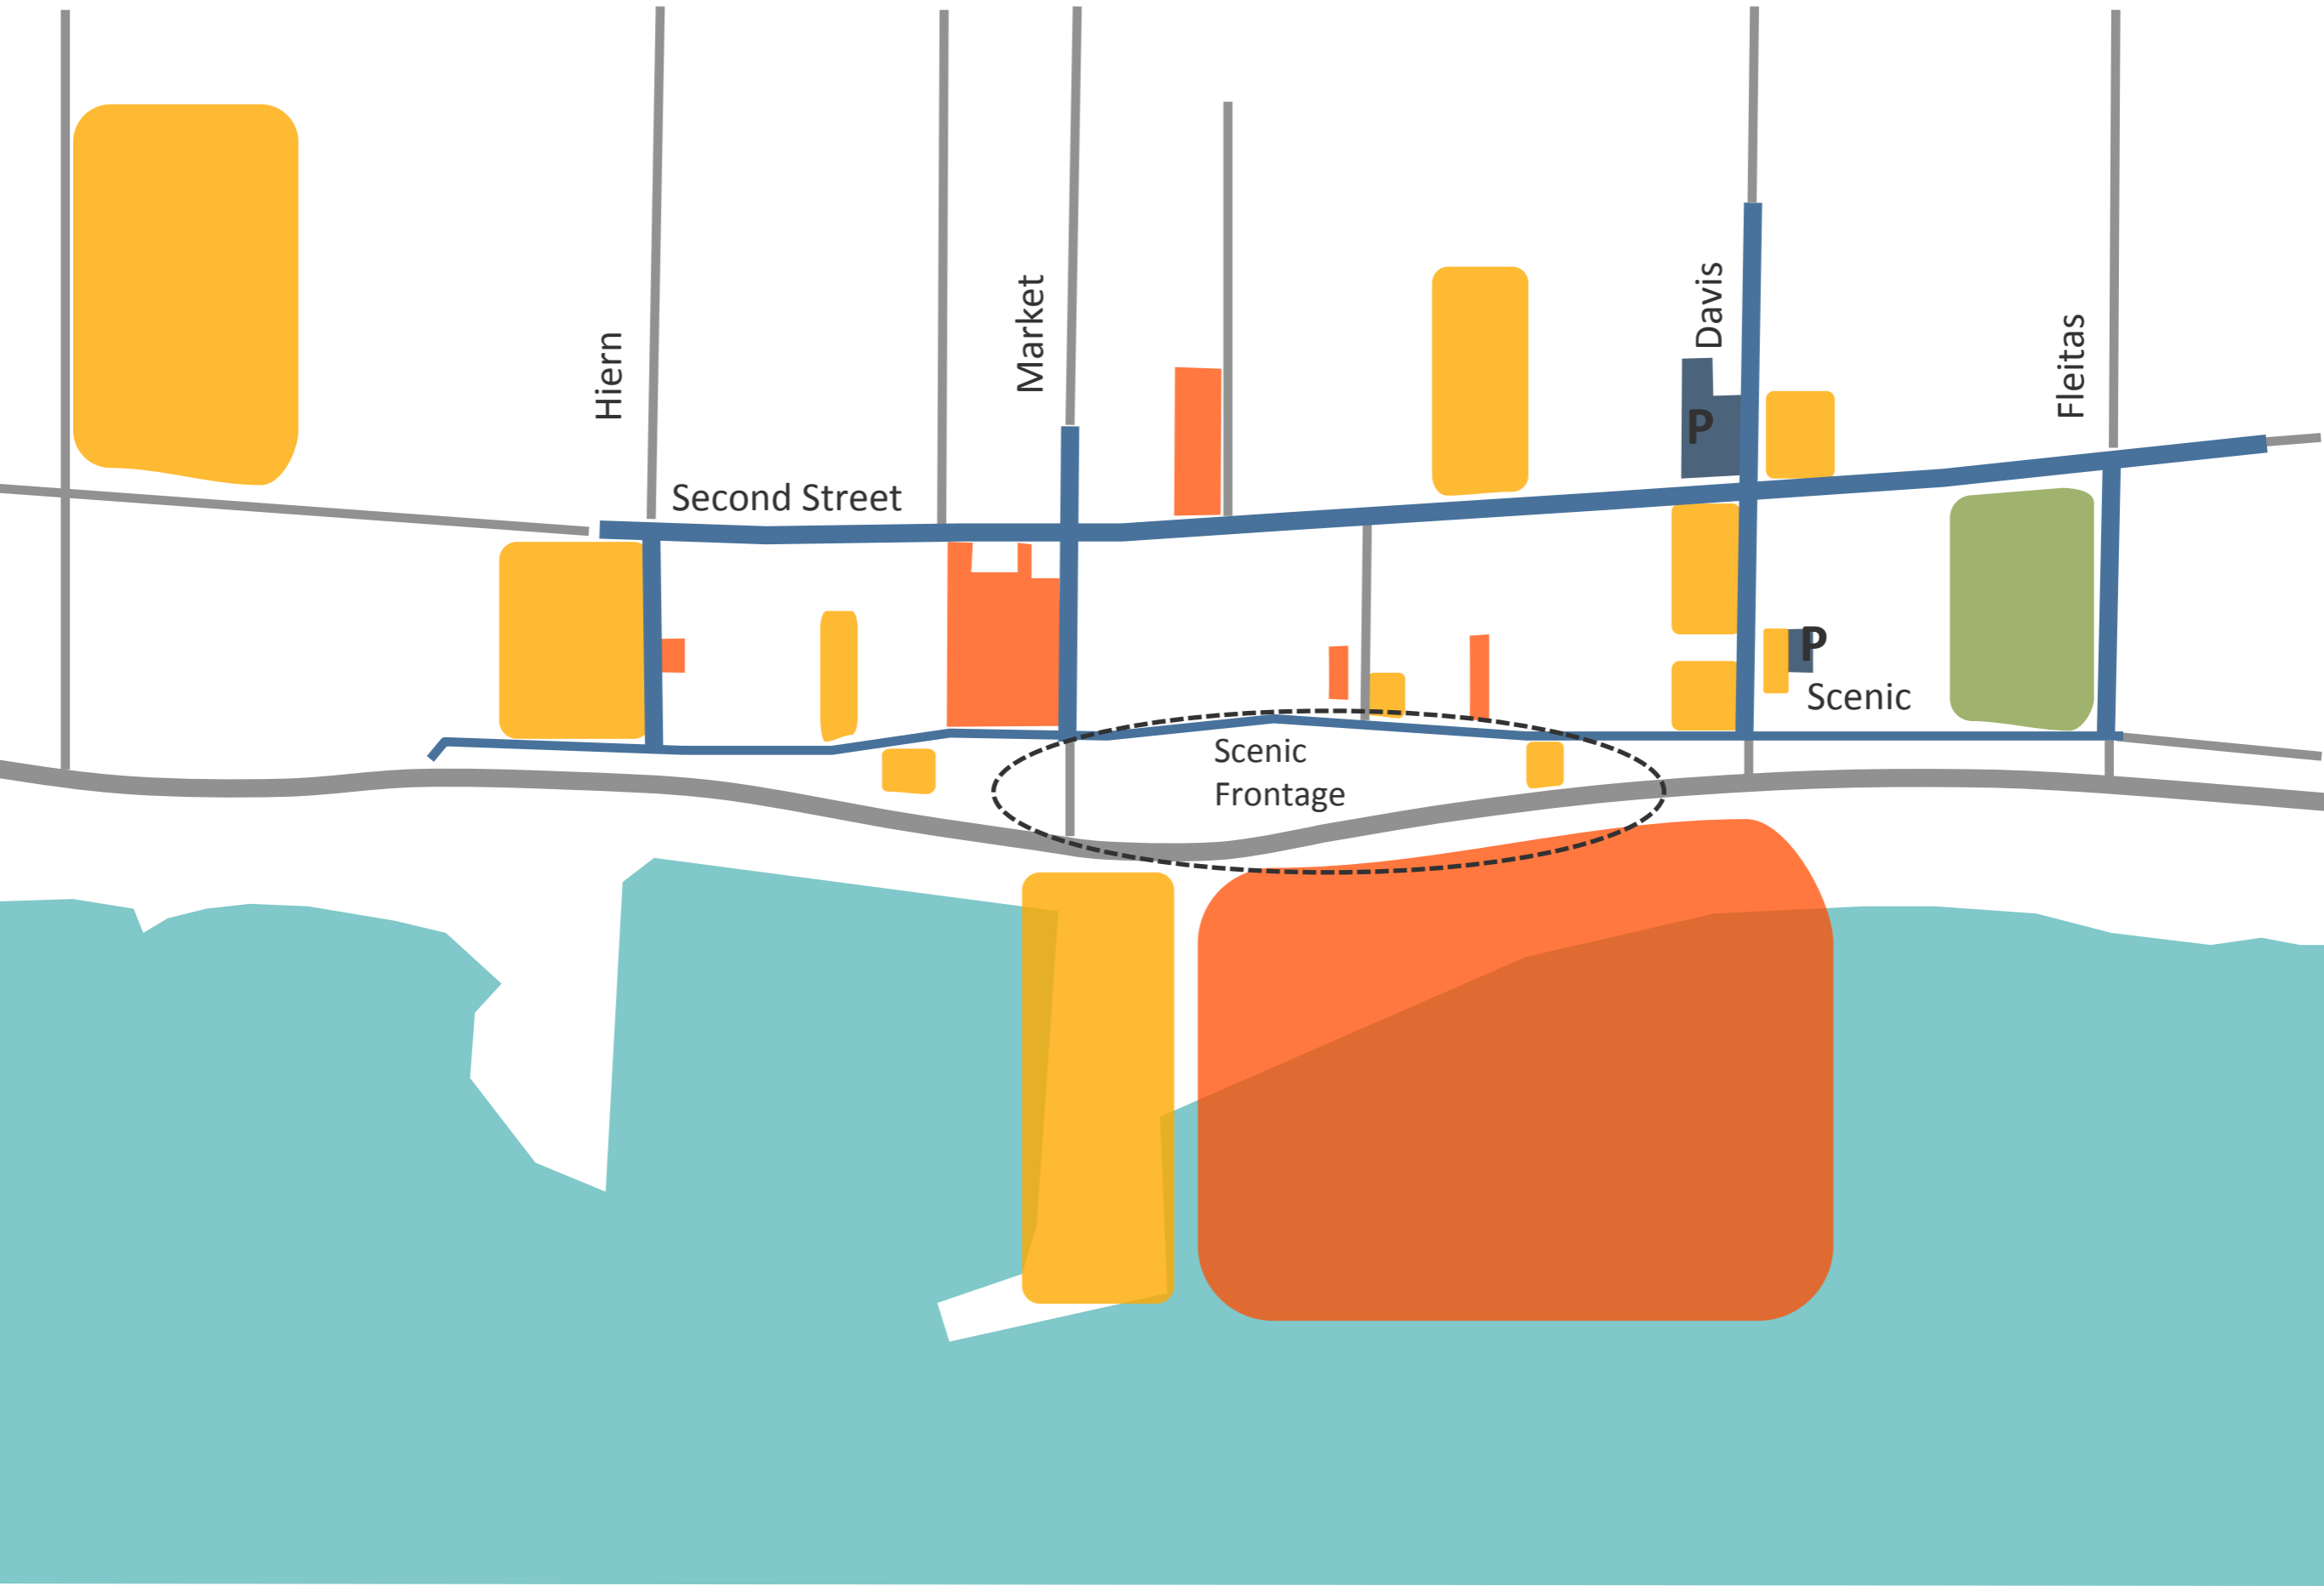 Hiern
Market
Davis
Fleitas
P
Second Street
P
Scenic
Scenic
Frontage